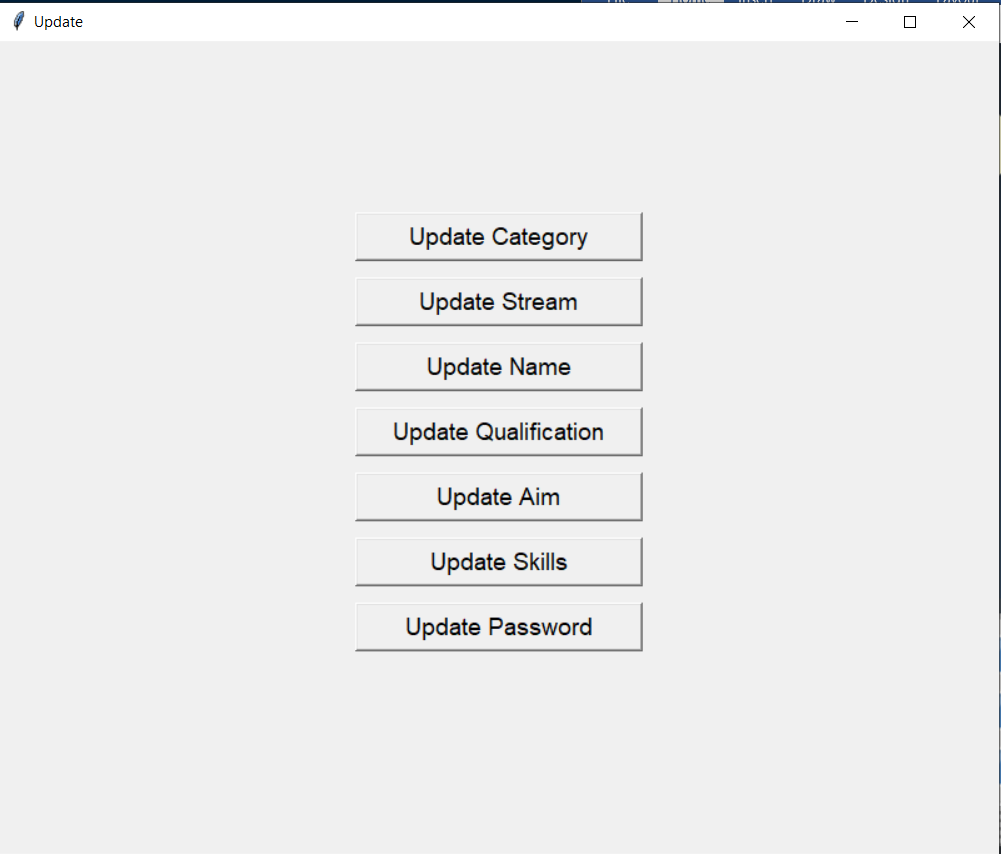 Update
Update Category
Update Stream
Update Name
Update Qualification
Update Aim
Update Skills
Update Password